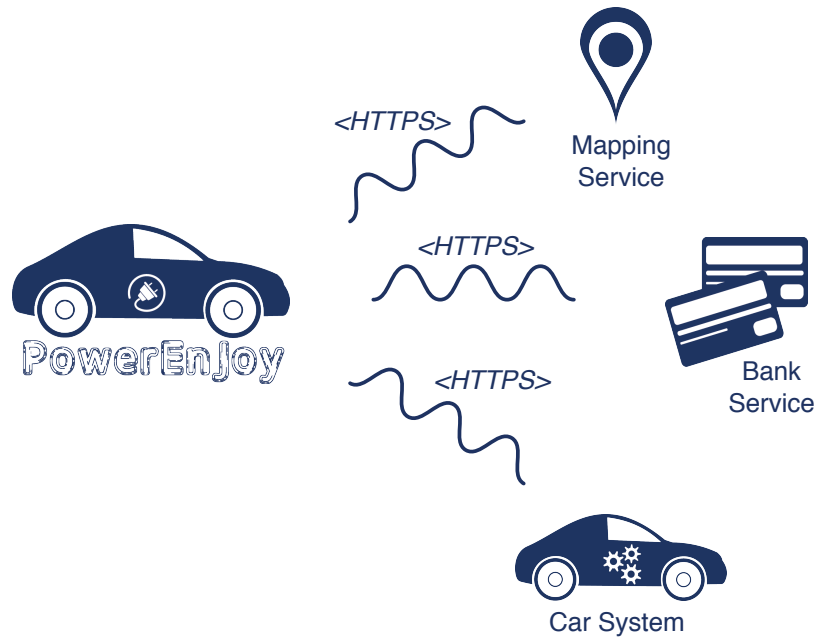 <HTTPS>
Mapping
Service
<HTTPS>
PowerEnJoy
<HTTPS>
Bank
Service
Car System